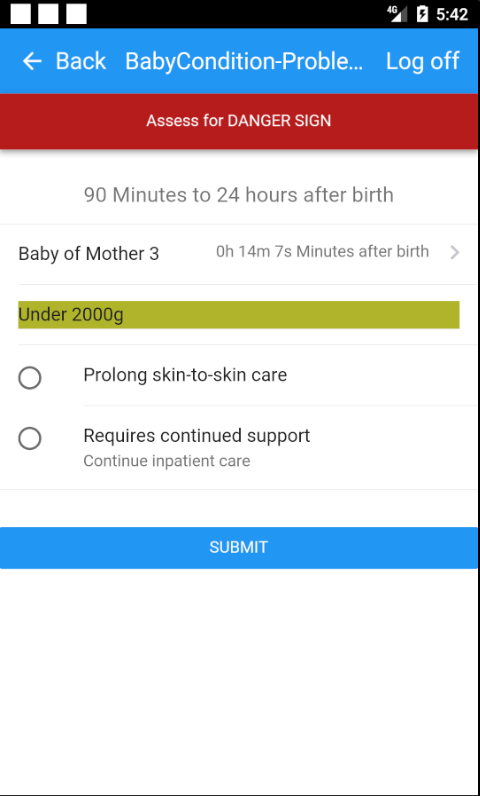 4G 5:42
Back BabyCondition-Proble... Log off
Assess for DANGER SIGN
90 Minutes to 24 hours after birth
Baby of Mother 3 0h 14m 7s Minutes after birth
Under 2000g
Prolong skin-to-skin care
Requires continued support
Continue inpatient care
SUBMIT